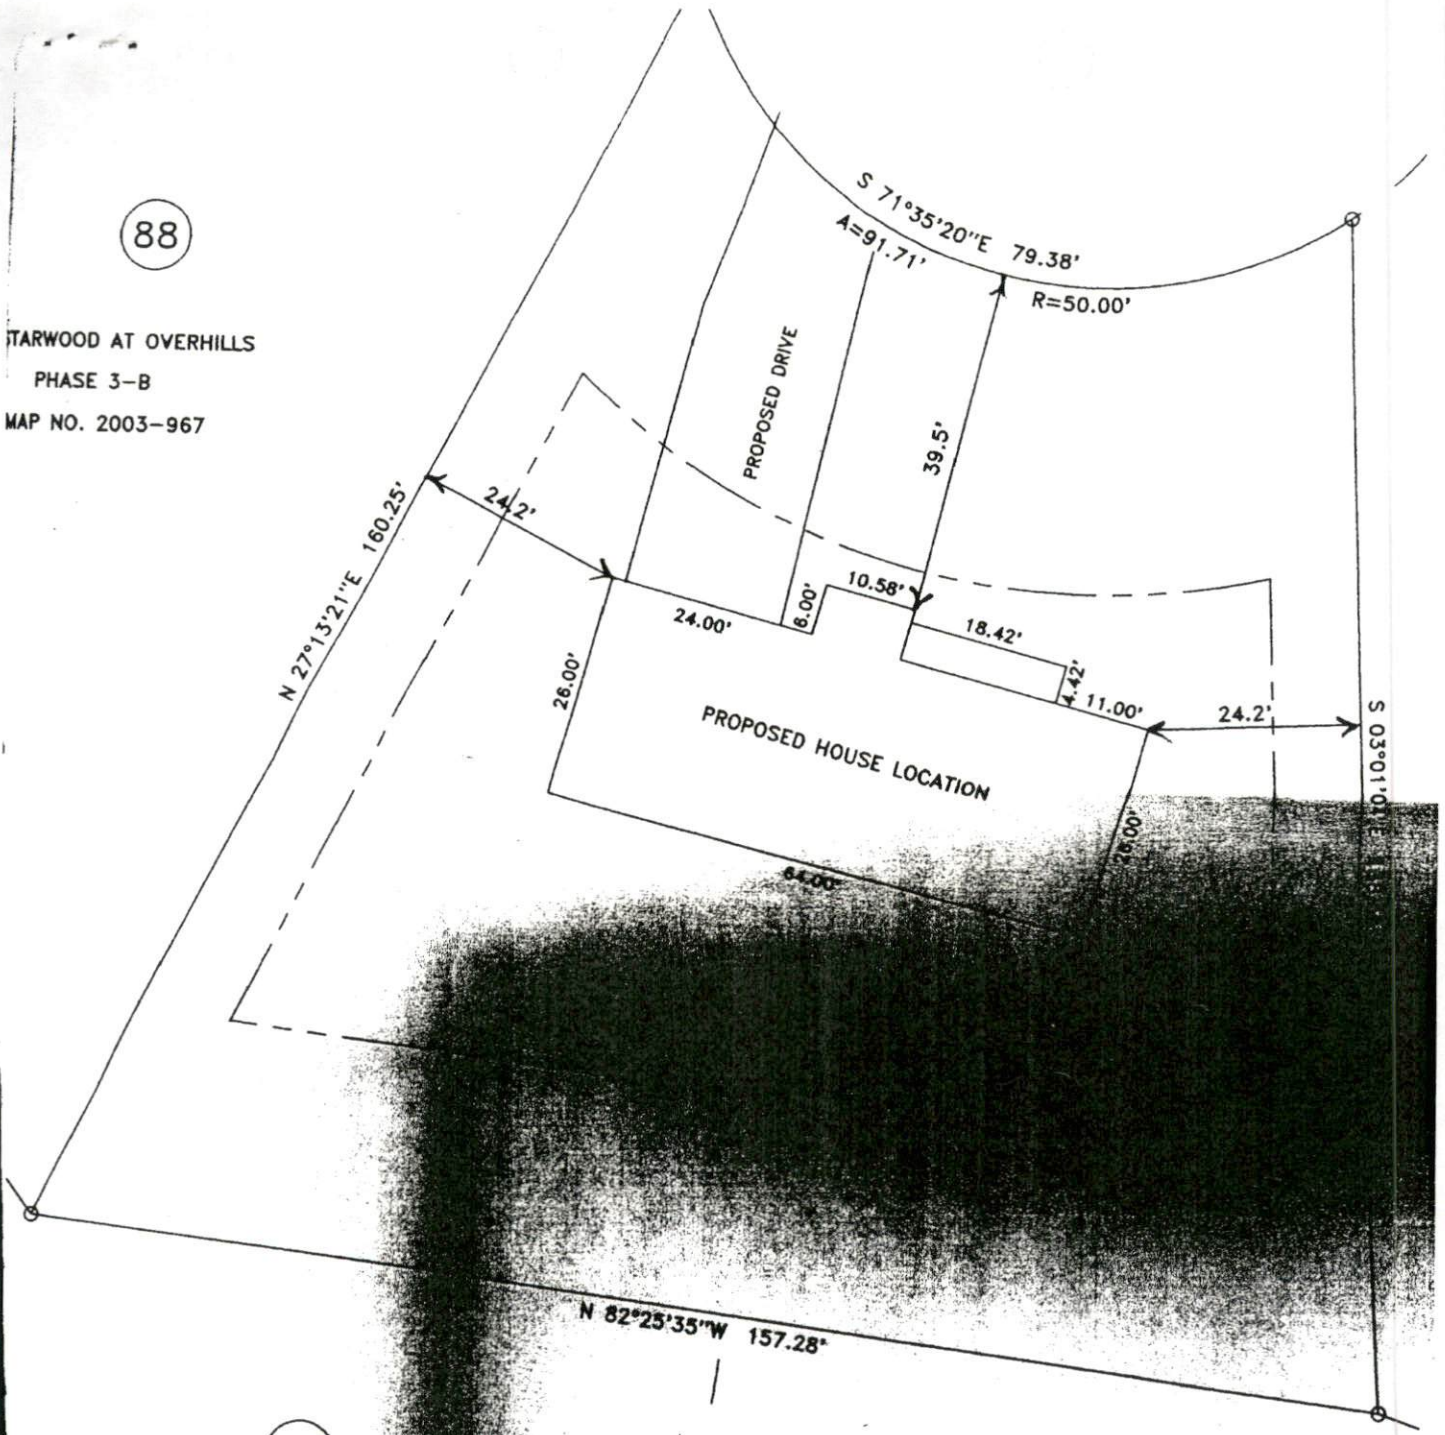 88
STARWOOD AT OVERHILLS
PHASE 3-B
MAP NO. 2003-967
S 71°35'20"E 79.38'
A=91.71'
R=50.00'
PROPOSED DRIVE
39.5'
24.2'
N 27°13'21"E 160.25'
24.00'
10.58'
18.42'
4.42'
11.00'
24.2'
26.00'
PROPOSED HOUSE LOCATION
26.00'
64.00'
S 03°01'
N 82°25'35"W 157.28'